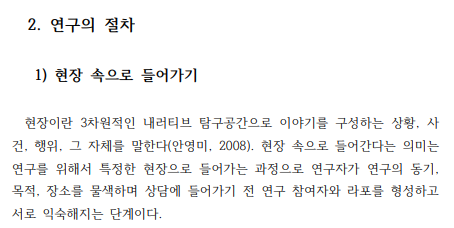 2. 연구의 절차
1) 현장 속으로 들어가기
현장이란 3차원적인 내러티브 탐구공간으로 이야기를 구성하는 상황, 사
건, 행위, 그 자체를 말한다(안영미, 2008). 현장 속으로 들어간다는 의미는
연구를 위해서 특정한 현장으로 들어가는 과정으로 연구자가 연구의 동기,
목적, 장소를 물색하며 상담에 들어가기 전 연구 참여자와 라포를 형성하고
서로 익숙해지는 단계이다.